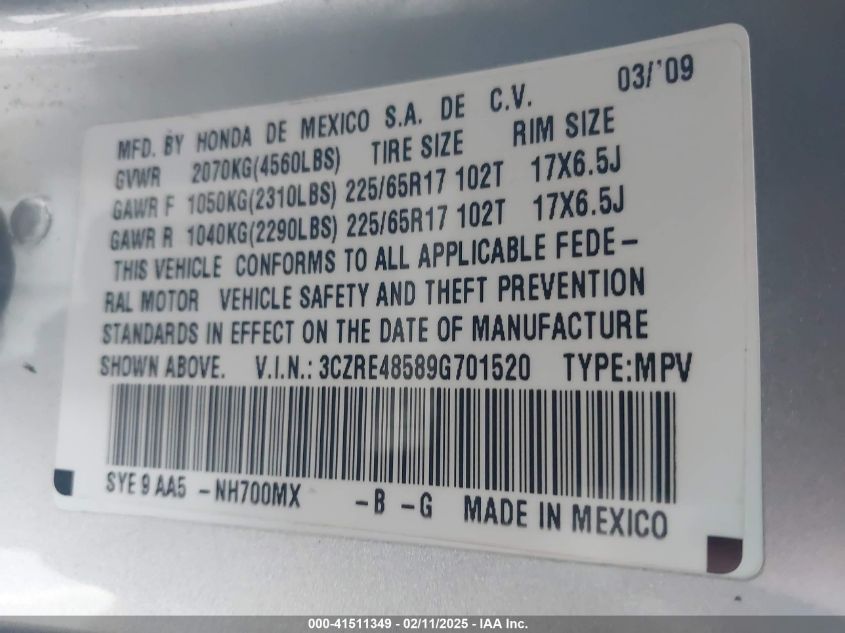 03/'09
MFD. BY HONDA DE MEXICO S.A. DE C.V.
GVWR 2070KG(4560LBS) TIRE SIZE RIM SIZE
GAWR F 1050KG(2310LBS) 225/65R17 102T 17X6.5J
GAWR R 1040KG(2290LBS) 225/65R17 102T 17X6.5J
THIS VEHICLE CONFORMS TO ALL APPLICABLE FEDE-
RAL MOTOR VEHICLE SAFETY AND THEFT PREVENTION
STANDARDS IN EFFECT ON THE DATE OF MANUFACTURE
SHOWN ABOVE. V.I.N.: 3CZRE48589G701520 TYPE:MPV
SYE 9 AA5 -NH700MX -B -G MADE IN MEXICO
000-41511349 - 02/11/2025 - IAA Inc.